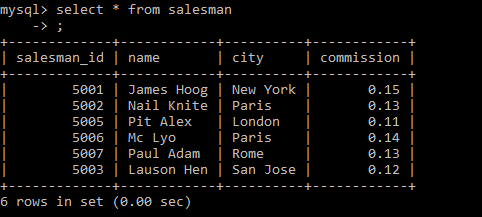 mysql> select * from salesman
    -> ;
+-------------+------------+----------+------------+
| salesman_id | name       | city     | commission |
+-------------+------------+----------+------------+
|        5001 | James Hoog | New York |       0.15 |
|        5002 | Nail Knite | Paris    |       0.13 |
|        5005 | Pit Alex   | London   |       0.11 |
|        5006 | Mc Lyo     | Paris    |       0.14 |
|        5007 | Paul Adam  | Rome     |       0.13 |
|        5003 | Lauson Hen | San Jose |       0.12 |
+-------------+------------+----------+------------+
6 rows in set (0.00 sec)